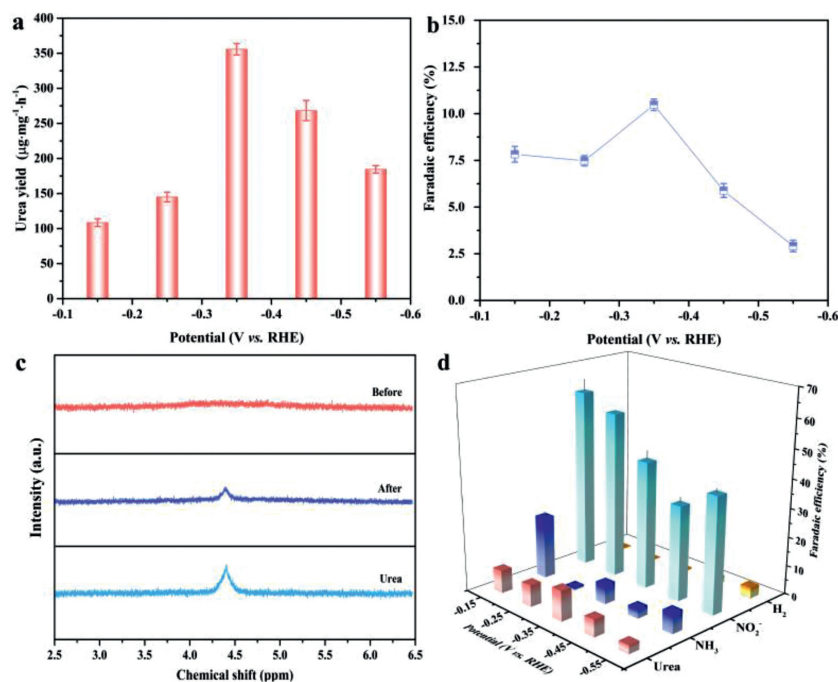 a
Urea yield (μg·mg⁻¹·h⁻¹)
400
350
300
250
200
150
100
50
0
-0.1 -0.2 -0.3 -0.4 -0.5 -0.6
Potential (V vs. RHE)
b
Faradaic efficiency (%)
15.0
12.5
10.0
7.5
5.0
2.5
0.0
-0.1 -0.2 -0.3 -0.4 -0.5 -0.6
Potential (V vs. RHE)
c
Intensity (a.u.)
Before
After
Urea
2.5 3.0 3.5 4.0 4.5 5.0 5.5 6.0 6.5
Chemical shift (ppm)
d
70
60
50
40
30
20
10
0
Faradaic efficiency (%)
-0.15
-0.25
-0.35
-0.45
-0.55
Potential (V vs. RHE)
Urea
NH₃
NO₂⁻
H₂